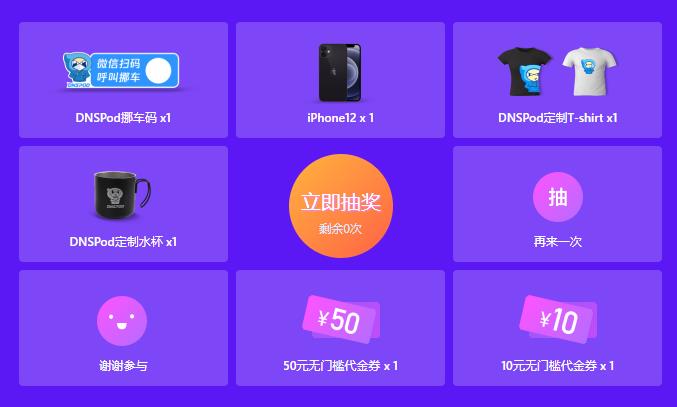 微信扫码
呼叫挪车
DNSPod挪车码 x1
iPhone12 x 1
DNSPod定制T-shirt x1
DNSPod定制水杯 x1
立即抽奖
剩余0次
抽
再来一次
谢谢参与
¥50
50元无门槛代金券 x 1
¥10
10元无门槛代金券 x 1